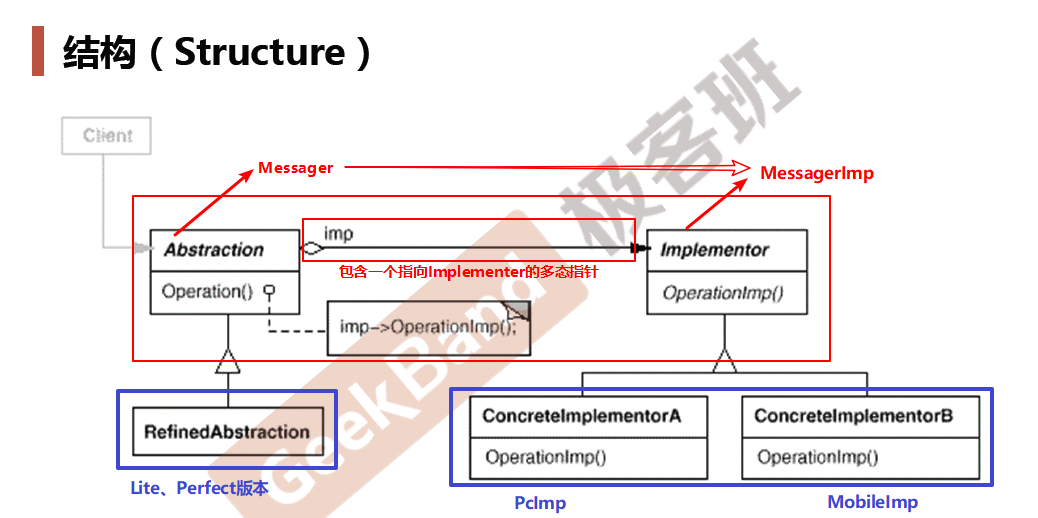 结构（Structure）
Client
Messager
MessagerImp
Abstraction
imp
Implementor
包含一个指向Implementer的多态指针
Operation()
OperationImp()
imp->OperationImp();
RefinedAbstraction
ConcreteImplementorA
ConcreteImplementorB
OperationImp()
OperationImp()
Lite、Perfect版本
PcImp
MobileImp
GeekBand
极客班